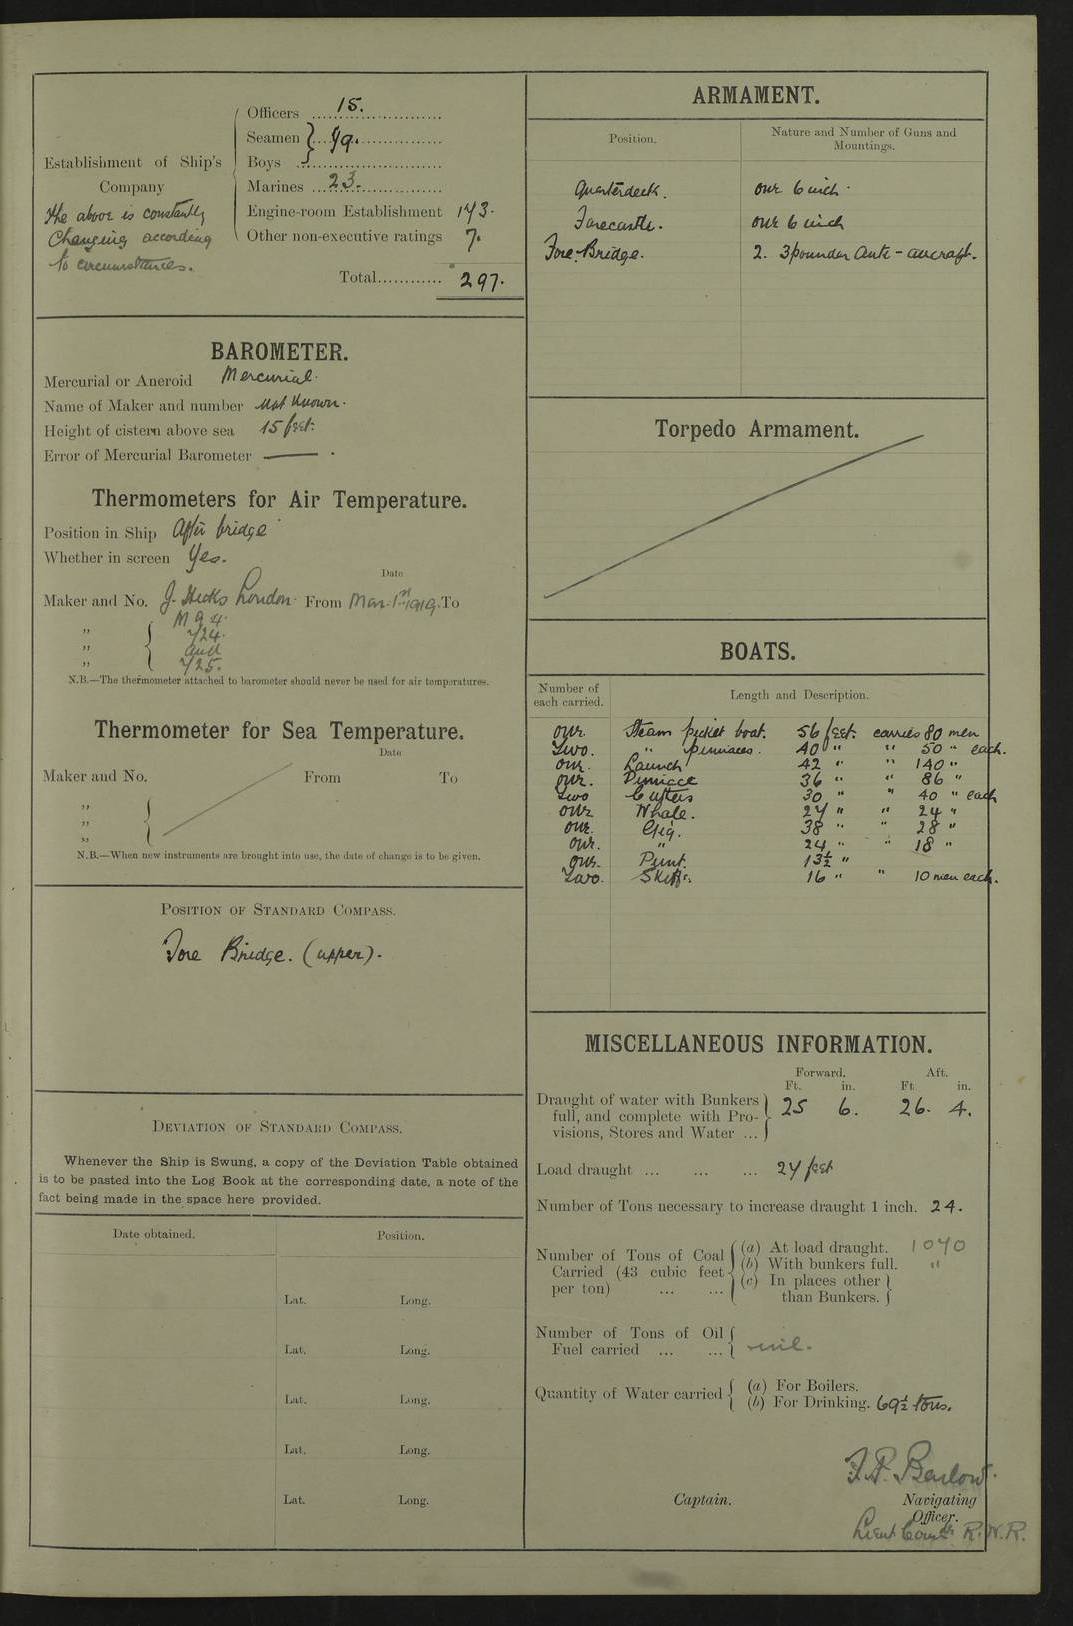 Officers 15.
Seamen } 79.
Boys
Establishment of Ship's Company
Marines 23.
Engine-room Establishment 173.
Other non-executive ratings 7.
The above is constantly
Changing according
to circumstances.
Total 297.
BAROMETER.
Mercurial or Aneroid Mercurial.
Name of Maker and number Not Known.
Height of cistern above sea 15 feet.
Error of Mercurial Barometer —
Thermometers for Air Temperature.
Position in Ship After bridge
Whether in screen Yes.
Date
Maker and No. J. Hicks London. From Mar. 1st 1919. To
" M 94.
" 724.
" and
725.
N.B.—The thermometer attached to barometer should never be used for air temperatures.
Thermometer for Sea Temperature.
Date
Maker and No. From To
"
"
"
N.B.—When new instruments are brought into use, the date of change is to be given.
POSITION OF STANDARD COMPASS.
Fore Bridge. (upper).
DEVIATION OF STANDARD COMPASS.
Whenever the Ship is Swung, a copy of the Deviation Table obtained
is to be pasted into the Log Book at the corresponding date, a note of the
fact being made in the space here provided.
Date obtained. Position.
Lat. Long.
Lat. Long.
Lat. Long.
Lat. Long.
Lat. Long.
ARMAMENT.
Position. Nature and Number of Guns and Mountings.
Quarterdeck. one 6 inch.
Forecastle. one 6 inch
Fore-Bridge. 2. 3 pounder Anti-aircraft.
Torpedo Armament.
BOATS.
Number of each carried. Length and Description.
one. Steam picket boat. 56 feet. carries 80 men
Two. " pinnaces. 40 " " 50 " each.
one. Launch 42 " " 140 "
one. Pinnace 36 " " 86 "
Two Cutters 30 " " 40 " each
one Whale. 27 " " 24 "
one. Gig. 38 " " 28 "
one. " 24 " " 18 "
one. Punt. 13½ "
Two. Skiffs. 16 " " 10 men each.
MISCELLANEOUS INFORMATION.
Forward. Aft.
Ft. in. Ft. in.
Draught of water with Bunkers
full, and complete with Pro-
visions, Stores and Water ... 25 6. 26. 4.
Load draught ... ... ... 27 feet
Number of Tons necessary to increase draught 1 inch. 24.
Number of Tons of Coal
Carried (43 cubic feet
per ton) ... ...
(a) At load draught. 1070
(b) With bunkers full. "
(c) In places other
than Bunkers.
Number of Tons of Oil
Fuel carried ... ... nil.
Quantity of Water carried
(a) For Boilers.
(b) For Drinking. 69½ tons.
F. P. Barlow.
Captain. Navigating
Officer.
Lieut Comdr R.N.R.